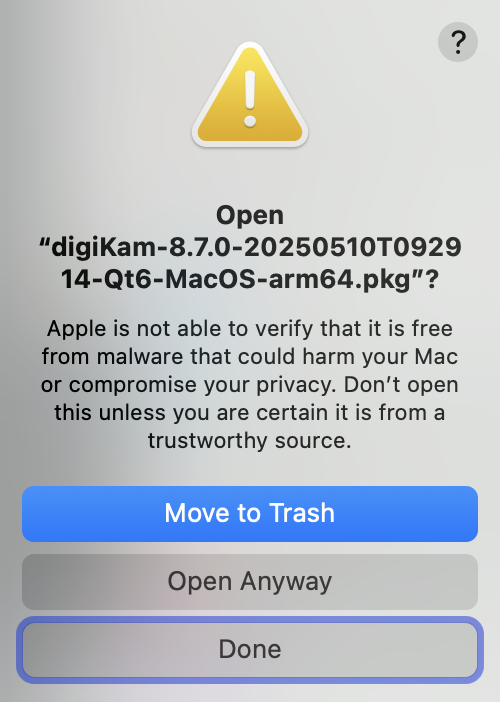 ?
Open
“digiKam-8.7.0-20250510T0929
14-Qt6-MacOS-arm64.pkg”?
Apple is not able to verify that it is free
from malware that could harm your Mac
or compromise your privacy. Don’t open
this unless you are certain it is from a
trustworthy source.
Move to Trash
Open Anyway
Done